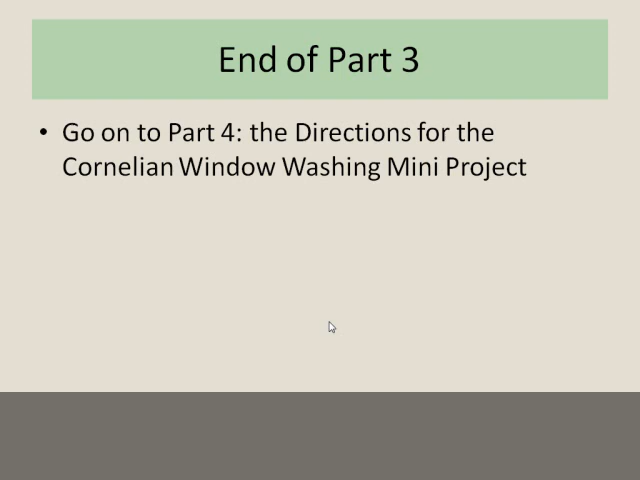 End of Part 3
• Go on to Part 4: the Directions for the
Cornelian Window Washing Mini Project